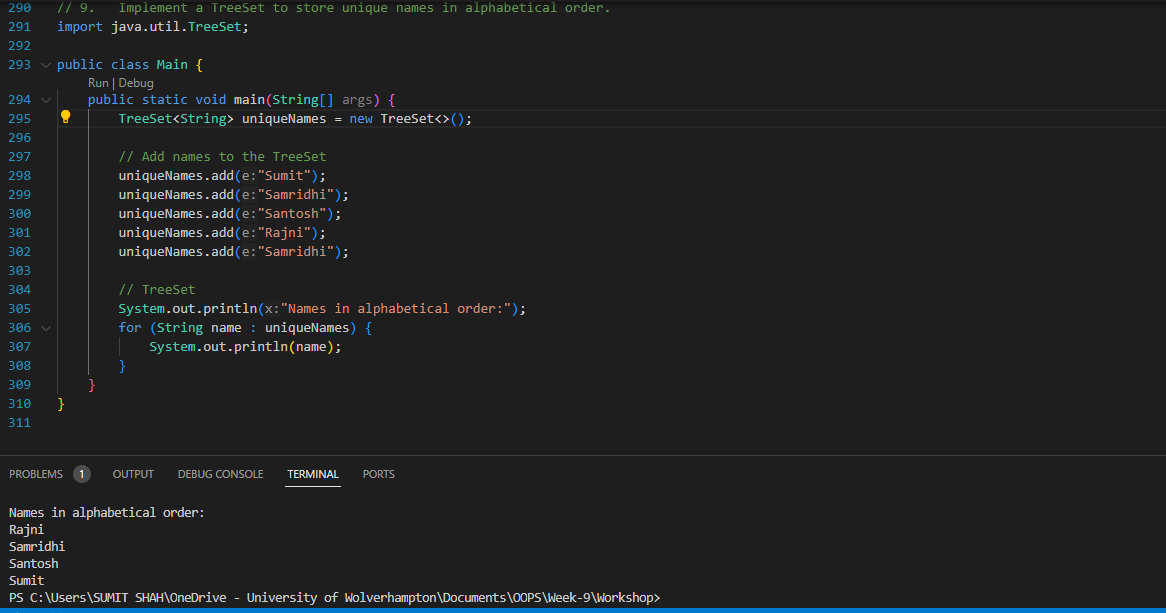 290 // 9.   Implement a TreeSet to store unique names in alphabetical order.
291 import java.util.TreeSet;
292
293 public class Main {
Run | Debug
294     public static void main(String[] args) {
295         TreeSet<String> uniqueNames = new TreeSet<>();
296
297         // Add names to the TreeSet
298         uniqueNames.add(e:"Sumit");
299         uniqueNames.add(e:"Samridhi");
300         uniqueNames.add(e:"Santosh");
301         uniqueNames.add(e:"Rajni");
302         uniqueNames.add(e:"Samridhi");
303
304         // TreeSet
305         System.out.println(x:"Names in alphabetical order:");
306         for (String name : uniqueNames) {
307             System.out.println(name);
308         }
309     }
310 }
311
PROBLEMS 1 OUTPUT DEBUG CONSOLE TERMINAL PORTS
Names in alphabetical order:
Rajni
Samridhi
Santosh
Sumit
PS C:\Users\SUMIT SHAH\OneDrive - University of Wolverhampton\Documents\OOPS\Week-9\Workshop>